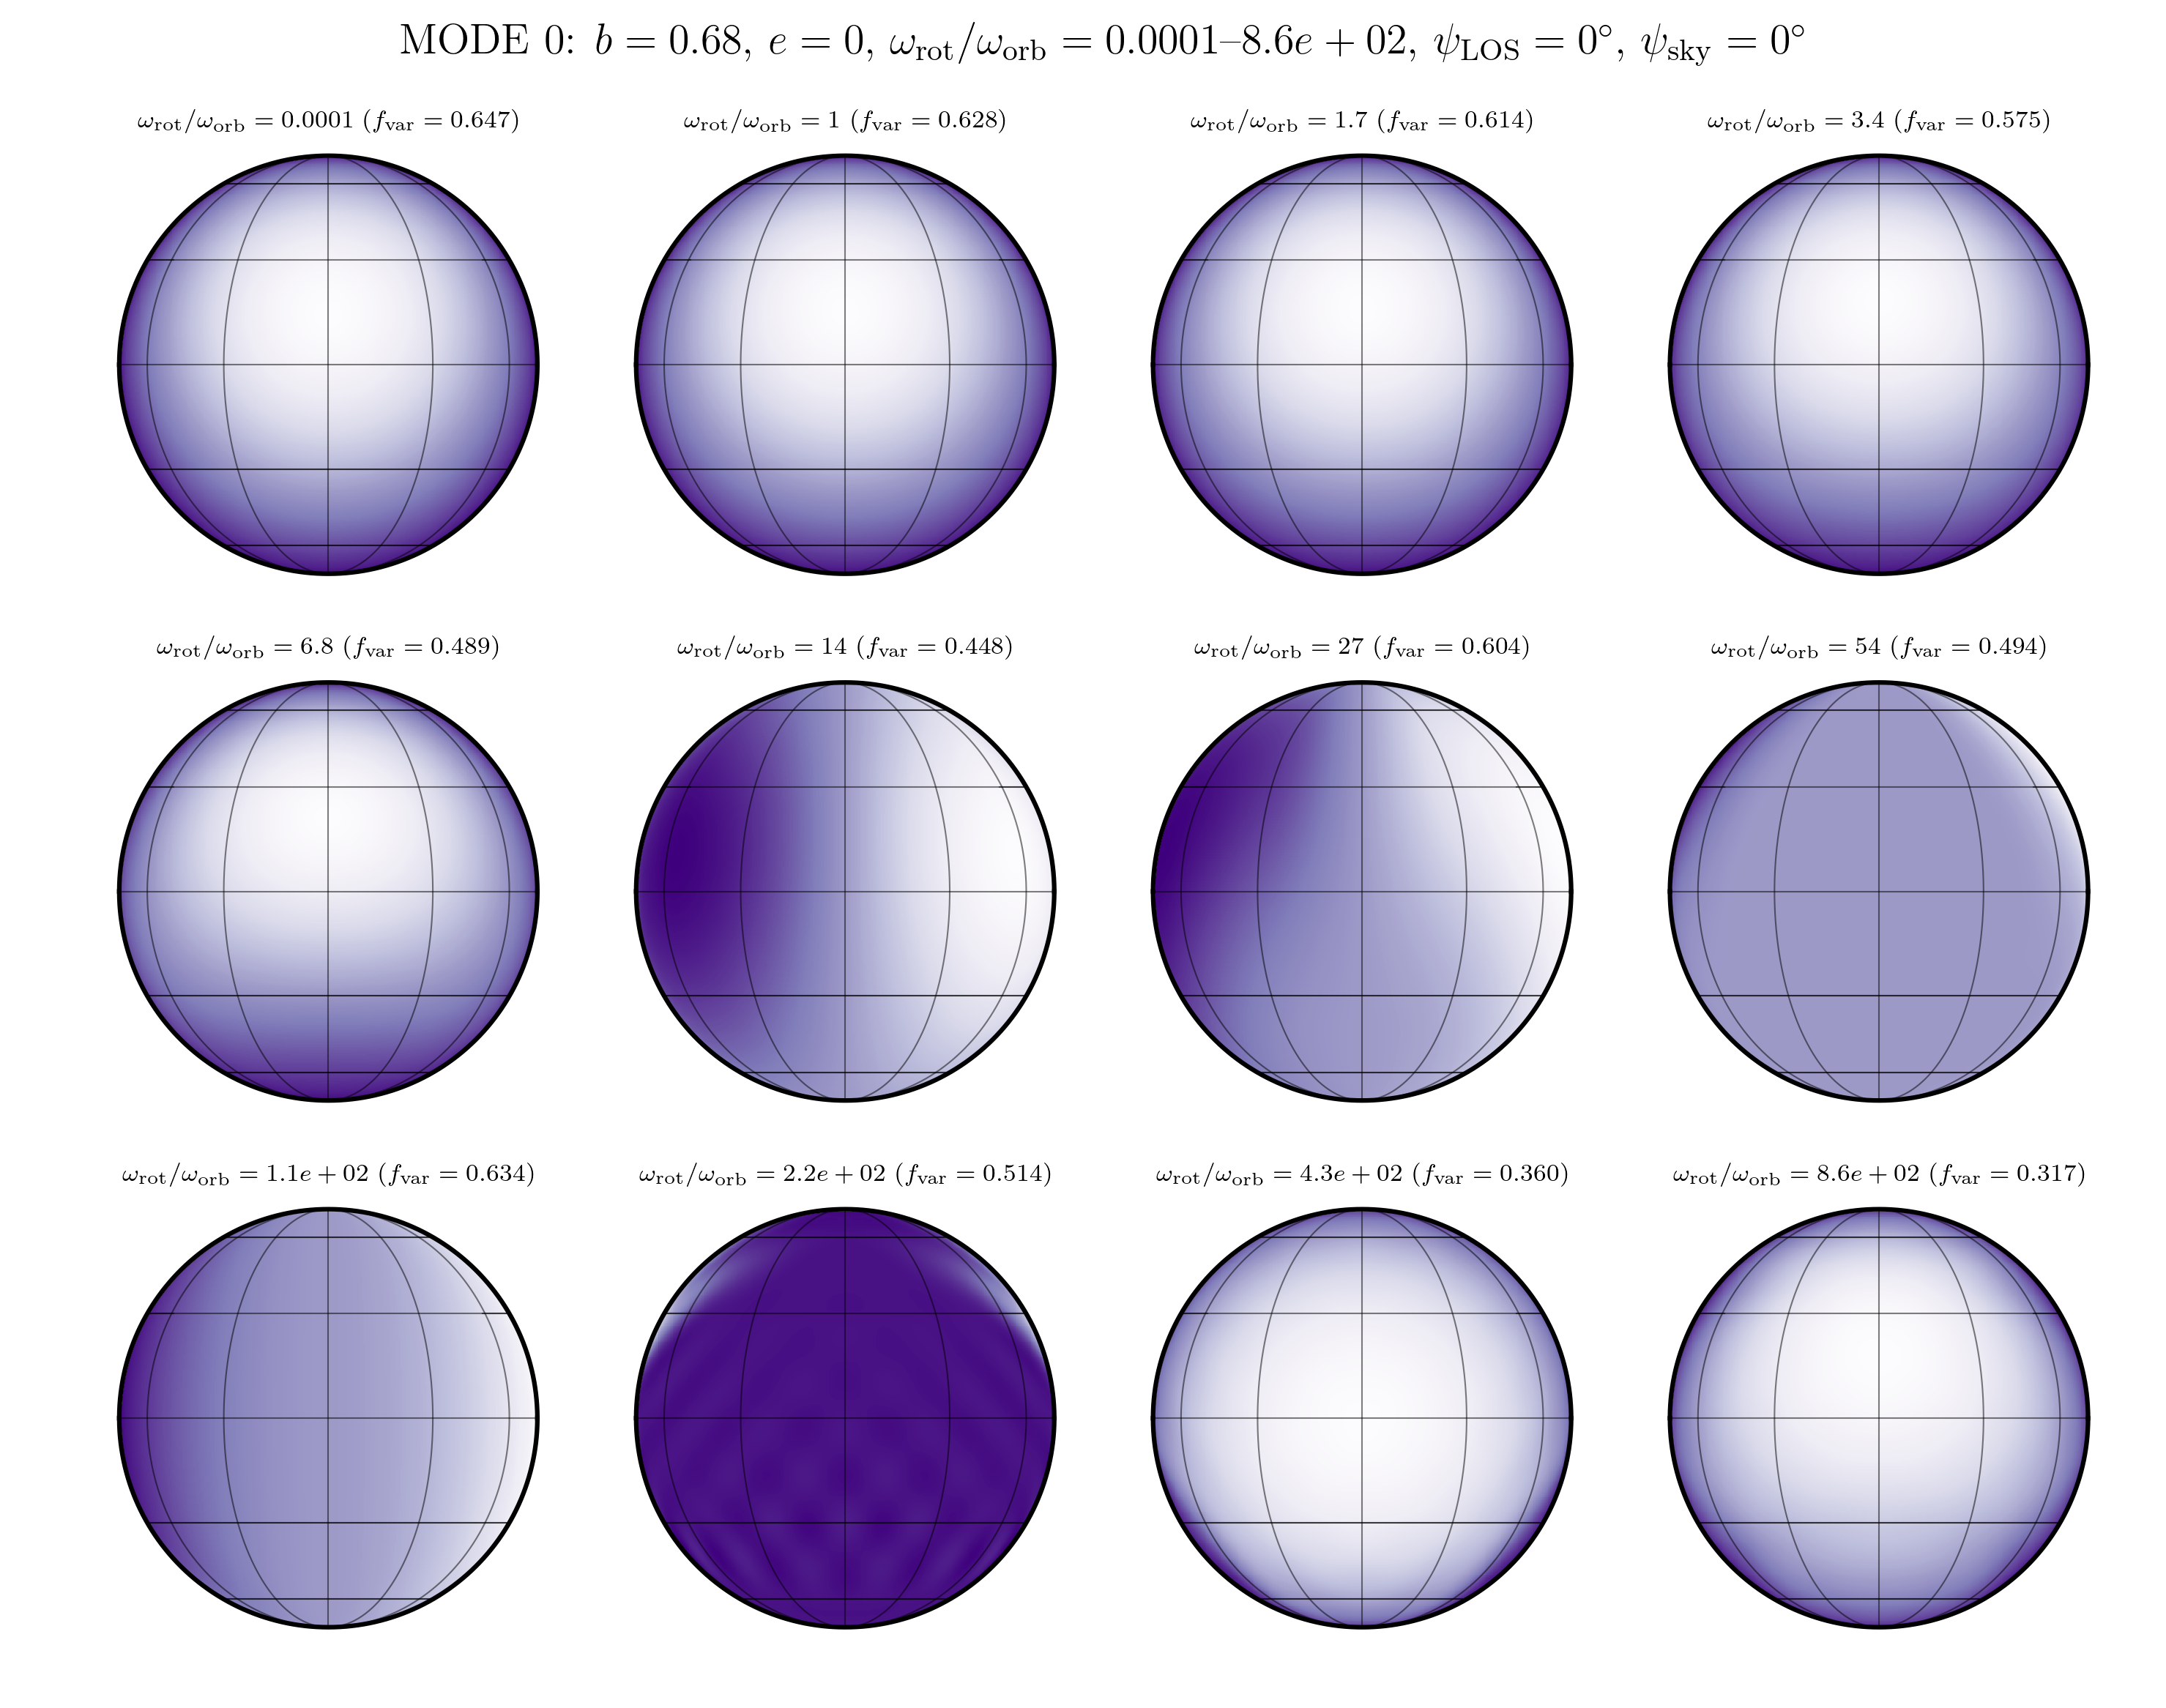 MODE 0: b = 0.68, e = 0, ω_rot/ω_orb = 0.0001–8.6e + 02, ψ_LOS = 0°, ψ_sky = 0°
ω_rot/ω_orb = 0.0001 (f_var = 0.647)
ω_rot/ω_orb = 1 (f_var = 0.628)
ω_rot/ω_orb = 1.7 (f_var = 0.614)
ω_rot/ω_orb = 3.4 (f_var = 0.575)
ω_rot/ω_orb = 6.8 (f_var = 0.489)
ω_rot/ω_orb = 14 (f_var = 0.448)
ω_rot/ω_orb = 27 (f_var = 0.604)
ω_rot/ω_orb = 54 (f_var = 0.494)
ω_rot/ω_orb = 1.1e + 02 (f_var = 0.634)
ω_rot/ω_orb = 2.2e + 02 (f_var = 0.514)
ω_rot/ω_orb = 4.3e + 02 (f_var = 0.360)
ω_rot/ω_orb = 8.6e + 02 (f_var = 0.317)